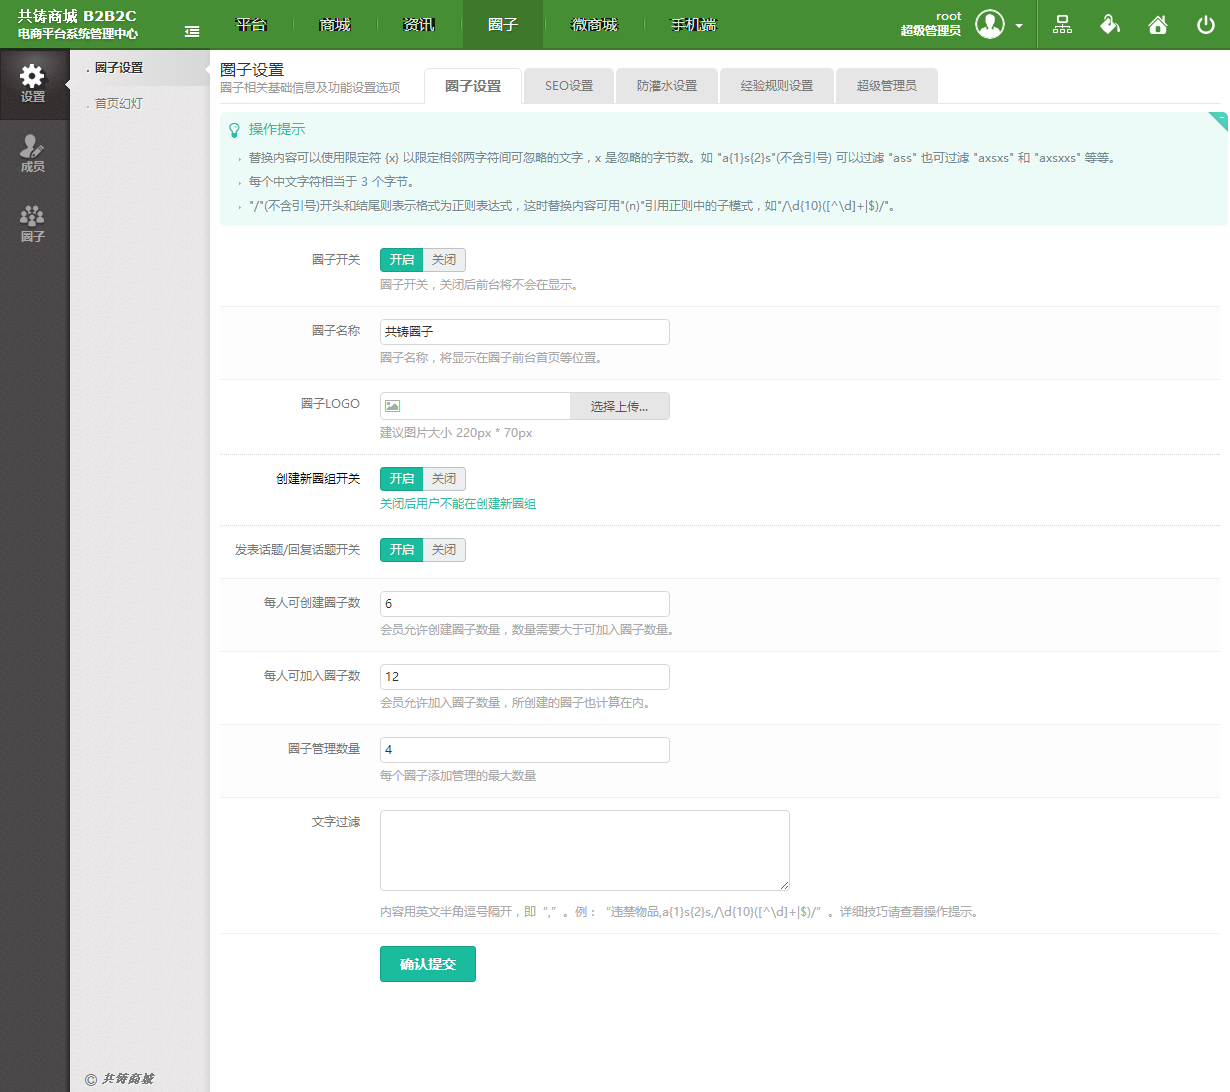 共铸商城 B2B2C
电商平台系统管理中心
平台
商城
资讯
圈子
微商城
手机端
root
超级管理员
设置
成员
圈子
. 圈子设置
. 首页幻灯
圈子设置
圈子相关基础信息及功能设置选项
圈子设置
SEO设置
防灌水设置
经验规则设置
超级管理员
操作提示
替换内容可以使用限定符 {x} 以限定相邻两字符间可忽略的文字，x 是忽略的字节数。如 "a{1}s{2}s"(不含引号) 可以过滤 "ass" 也可过滤 "axsxs" 和 "axsxxs" 等等。
每个中文字符相当于 3 个字节。
"/"(不含引号)开头和结尾则表示格式为正则表达式，这时替换内容可用"(n)"引用正则中的子模式，如"/\d{10}([^\d]+|$)/"。
圈子开关
开启 关闭
圈子开关，关闭后前台将不会在显示。
圈子名称
共铸圈子
圈子名称，将显示在圈子前台首页等位置。
圈子LOGO
选择上传...
建议图片大小 220px * 70px
创建新圈组开关
开启 关闭
关闭后用户不能在创建新圈组
发表话题/回复话题开关
开启 关闭
每人可创建圈子数
6
会员允许创建圈子数量，数量需要大于可加入圈子数量。
每人可加入圈子数
12
会员允许加入圈子数量，所创建的圈子也计算在内。
圈子管理数量
4
每个圈子添加管理的最大数量
文字过滤
内容用英文半角逗号隔开，即“,”。例：“违禁物品,a{1}s{2}s,/\d{10}([^\d]+|$)/”。详细技巧请查看操作提示。
确认提交
© 共铸商城